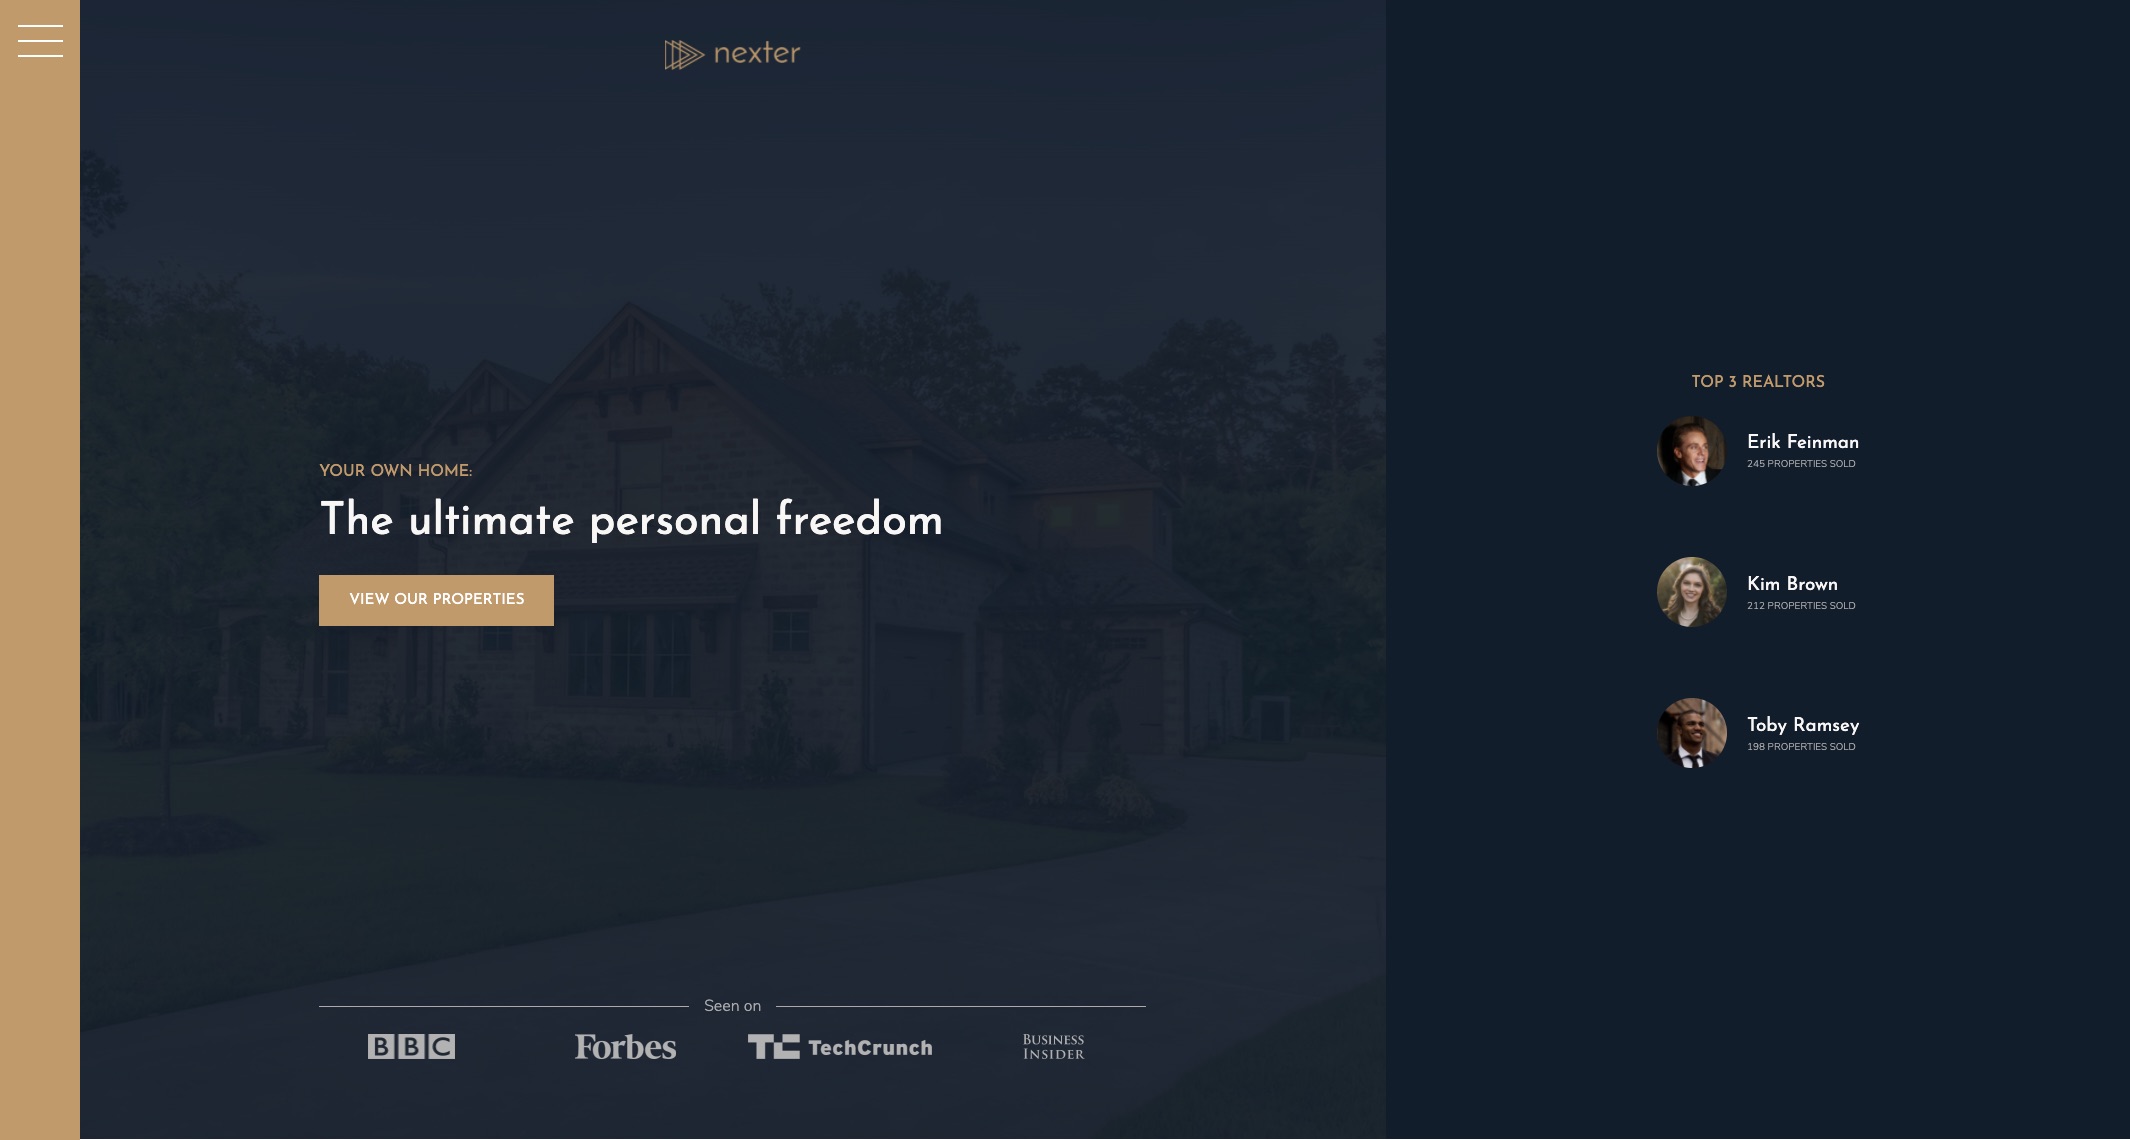 nexter
YOUR OWN HOME:
The ultimate personal freedom
VIEW OUR PROPERTIES
Seen on
BBC
Forbes
TC TechCrunch
BUSINESS
INSIDER
TOP 3 REALTORS
Erik Feinman
245 PROPERTIES SOLD
Kim Brown
212 PROPERTIES SOLD
Toby Ramsey
198 PROPERTIES SOLD